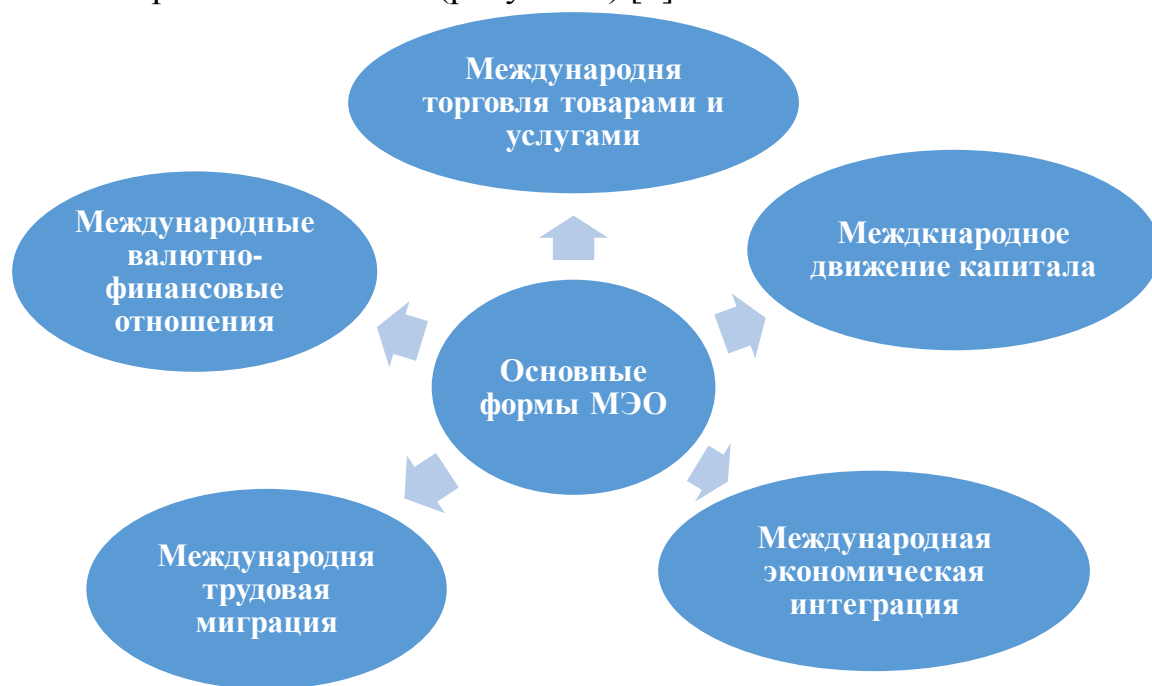 Международня
торговля товарами и
услугами
Междкнародное
движение капитала
Международная
экономическая
интеграция
Международня
трудовая
миграция
Международные
валютно-
финансовые
отношения
Основные
формы МЭО